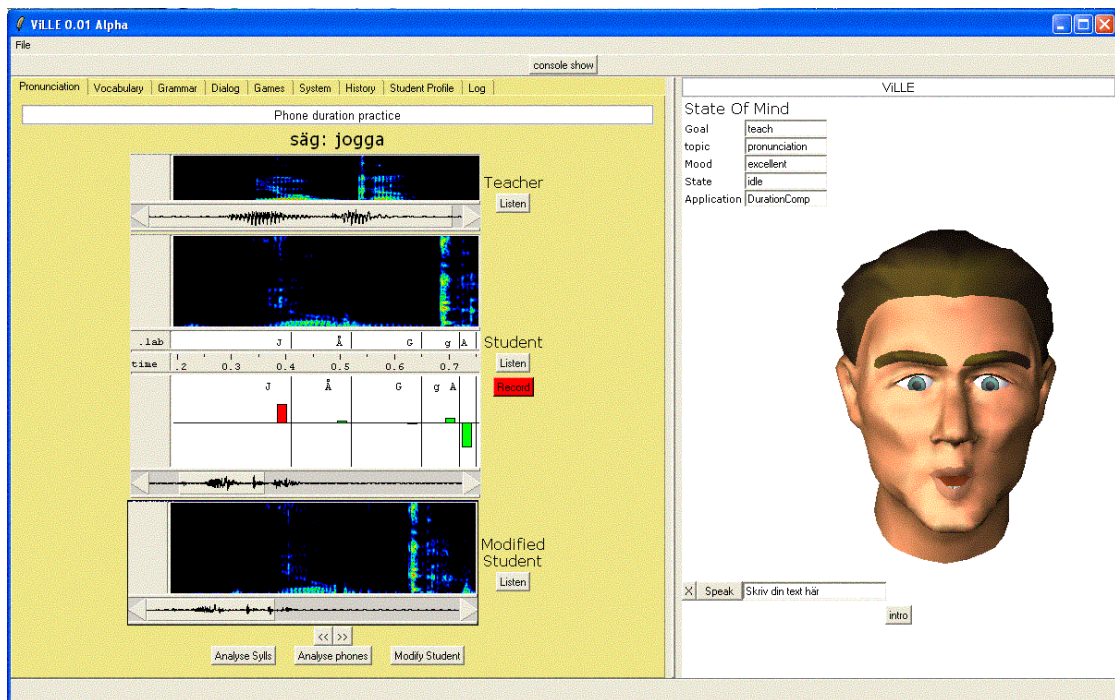 ViLLE 0.01 Alpha
File
console show
Pronunciation Vocabulary Grammar Dialog Games System History Student Profile Log
Phone duration practice
säg: jogga
Teacher
Listen
.lab J Å G g A
Student
time .2 0.3 0.4 0.5 0.6 0.7
Listen
Record
J Å G g A
Modified
Student
Listen
<< >>
Analyse Sylls Analyse phones Modify Student
ViLLE
State Of Mind
Goal teach
topic pronunciation
Mood excellent
State idle
Application DurationComp
X Speak Skriv din text här
intro